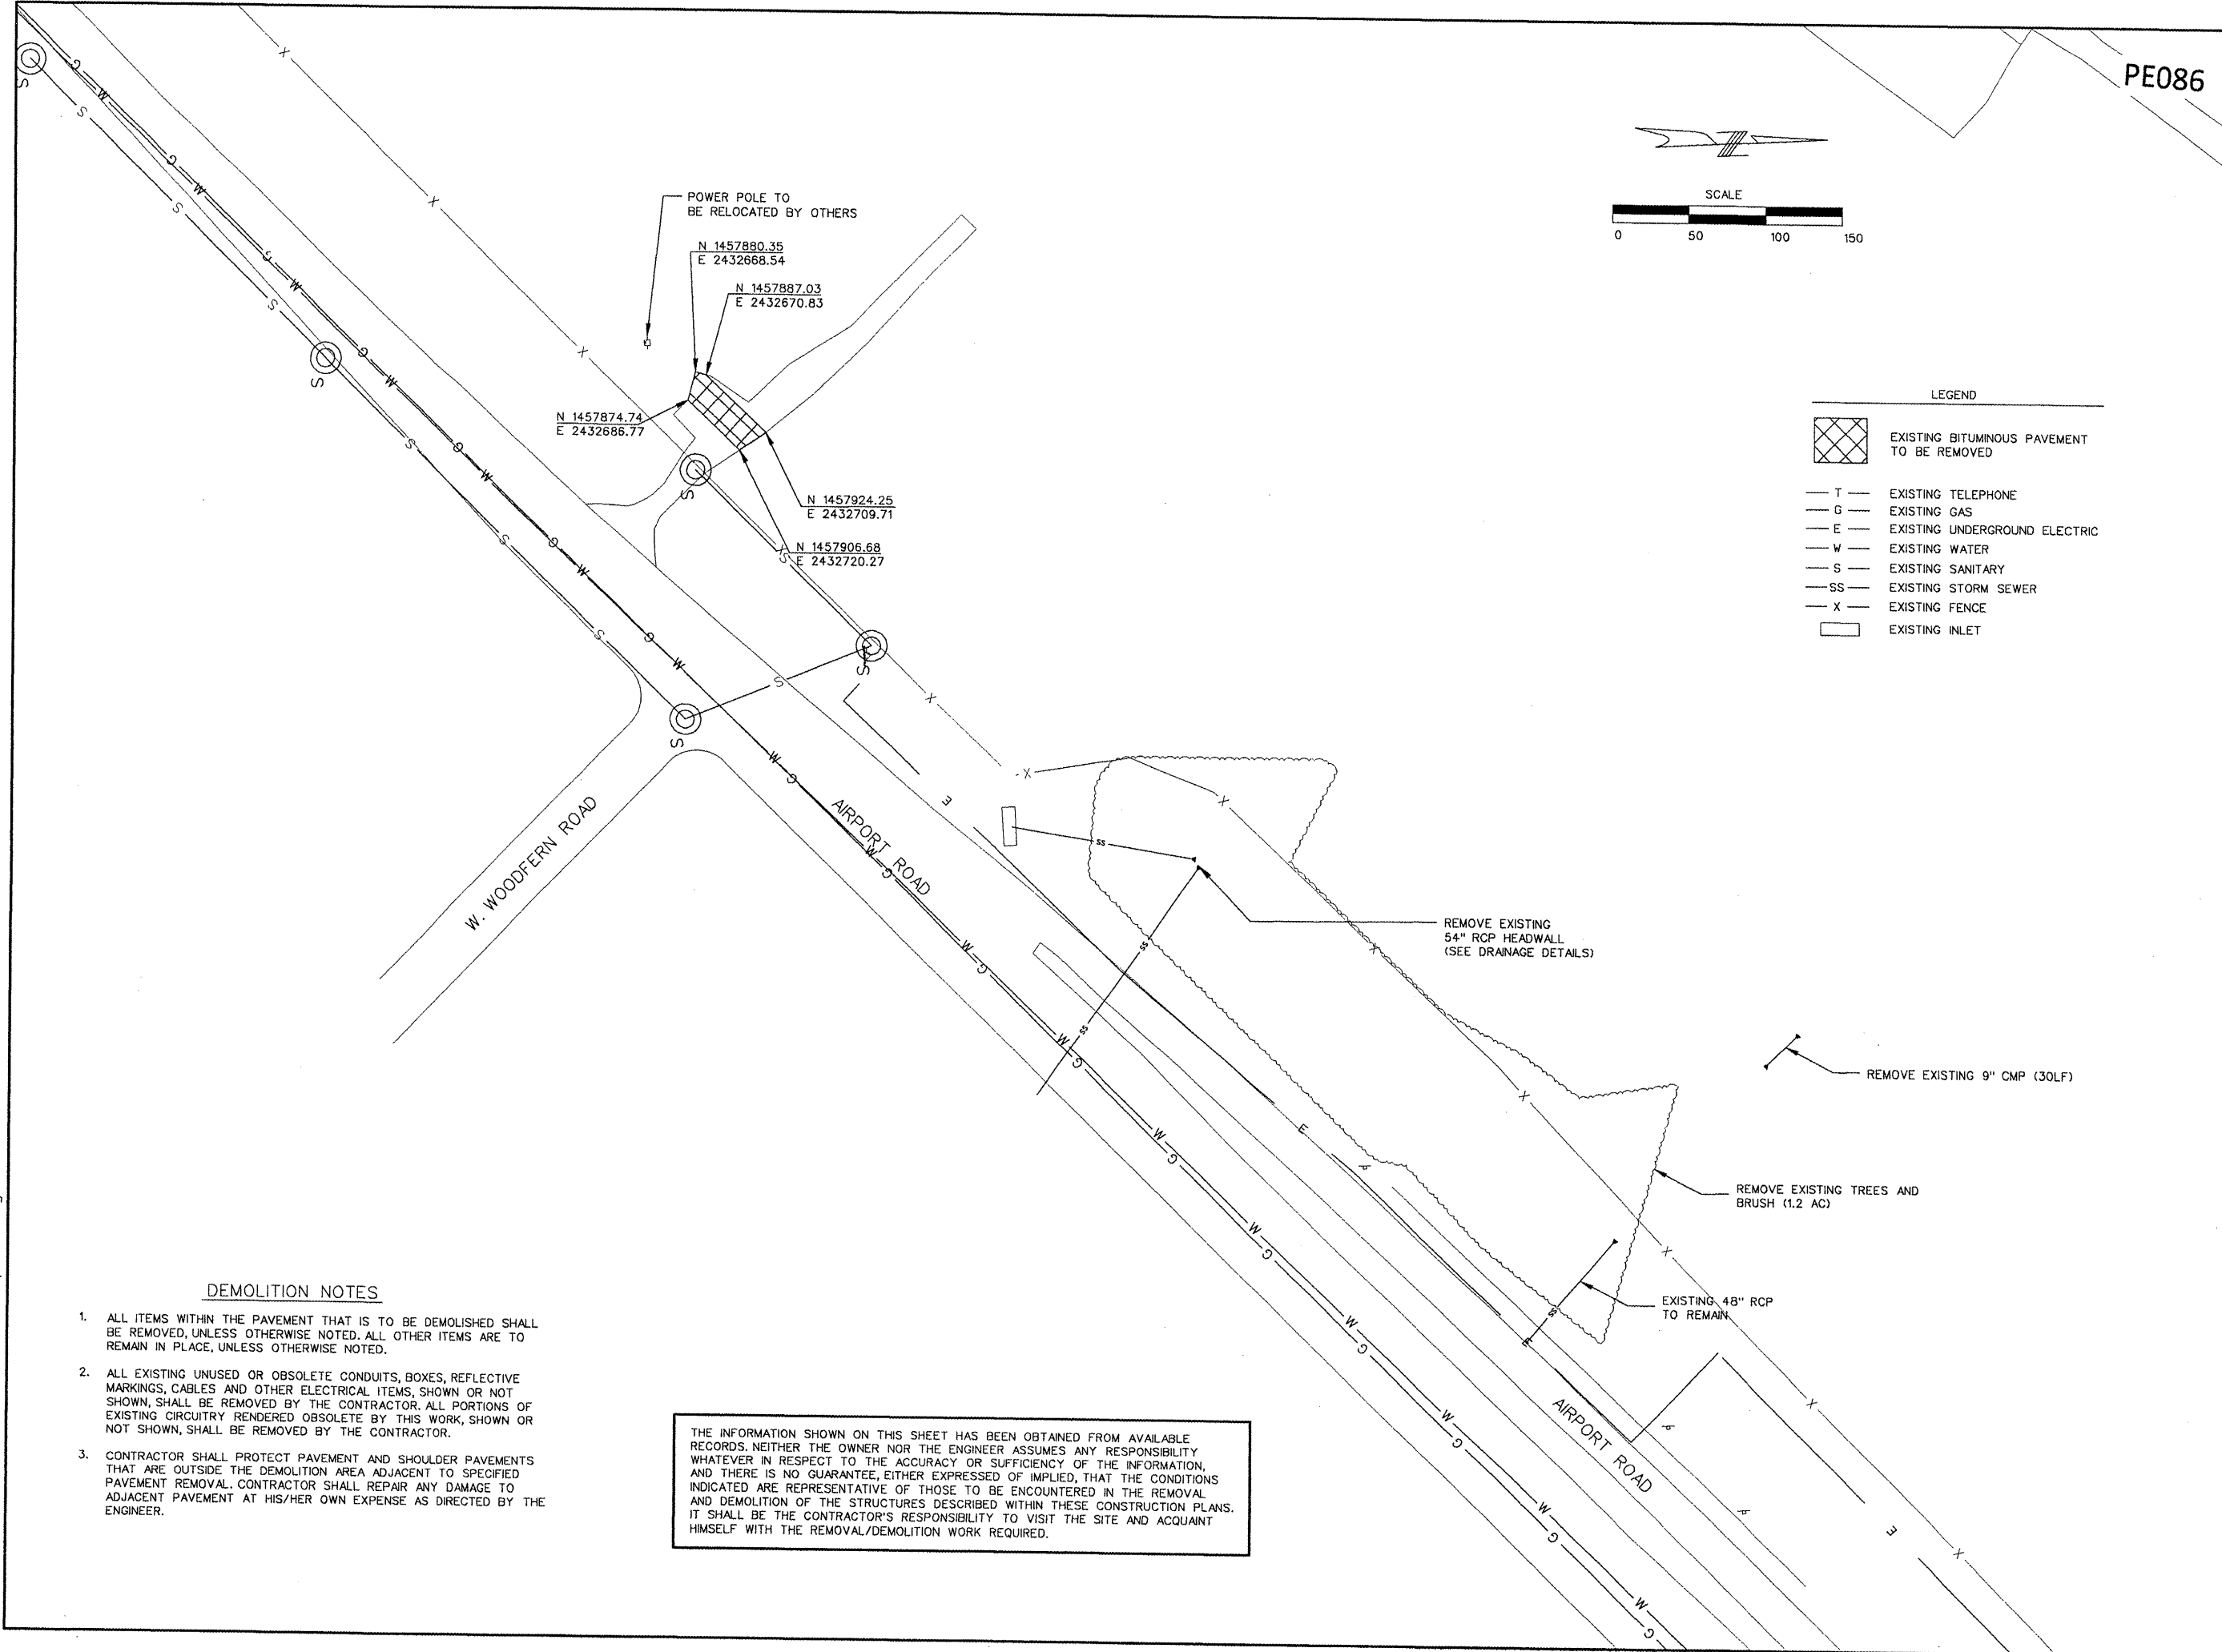 PE086
POWER POLE TO
BE RELOCATED BY OTHERS
N 1457880.35
E 2432668.54
N 1457887.03
E 2432670.83
N 1457874.74
E 2432686.77
N 1457924.25
E 2432709.71
N 1457906.68
E 2432720.27
SCALE
0 50 100 150
LEGEND
EXISTING BITUMINOUS PAVEMENT
TO BE REMOVED
T EXISTING TELEPHONE
G EXISTING GAS
E EXISTING UNDERGROUND ELECTRIC
W EXISTING WATER
S EXISTING SANITARY
SS EXISTING STORM SEWER
X EXISTING FENCE
EXISTING INLET
W. WOODFERN ROAD
AIRPORT ROAD
REMOVE EXISTING
54" RCP HEADWALL
(SEE DRAINAGE DETAILS)
REMOVE EXISTING 9" CMP (30LF)
REMOVE EXISTING TREES AND
BRUSH (1.2 AC)
EXISTING 48" RCP
TO REMAIN
AIRPORT ROAD
DEMOLITION NOTES
1. ALL ITEMS WITHIN THE PAVEMENT THAT IS TO BE DEMOLISHED SHALL
BE REMOVED, UNLESS OTHERWISE NOTED. ALL OTHER ITEMS ARE TO
REMAIN IN PLACE, UNLESS OTHERWISE NOTED.
2. ALL EXISTING UNUSED OR OBSOLETE CONDUITS, BOXES, REFLECTIVE
MARKINGS, CABLES AND OTHER ELECTRICAL ITEMS, SHOWN OR NOT
SHOWN, SHALL BE REMOVED BY THE CONTRACTOR. ALL PORTIONS OF
EXISTING CIRCUITRY RENDERED OBSOLETE BY THIS WORK, SHOWN OR
NOT SHOWN, SHALL BE REMOVED BY THE CONTRACTOR.
3. CONTRACTOR SHALL PROTECT PAVEMENT AND SHOULDER PAVEMENTS
THAT ARE OUTSIDE THE DEMOLITION AREA ADJACENT TO SPECIFIED
PAVEMENT REMOVAL. CONTRACTOR SHALL REPAIR ANY DAMAGE TO
ADJACENT PAVEMENT AT HIS/HER OWN EXPENSE AS DIRECTED BY THE
ENGINEER.
THE INFORMATION SHOWN ON THIS SHEET HAS BEEN OBTAINED FROM AVAILABLE
RECORDS. NEITHER THE OWNER NOR THE ENGINEER ASSUMES ANY RESPONSIBILITY
WHATEVER IN RESPECT TO THE ACCURACY OR SUFFICIENCY OF THE INFORMATION,
AND THERE IS NO GUARANTEE, EITHER EXPRESSED OF IMPLIED, THAT THE CONDITIONS
INDICATED ARE REPRESENTATIVE OF THOSE TO BE ENCOUNTERED IN THE REMOVAL
AND DEMOLITION OF THE STRUCTURES DESCRIBED WITHIN THESE CONSTRUCTION PLANS.
IT SHALL BE THE CONTRACTOR'S RESPONSIBILITY TO VISIT THE SITE AND ACQUAINT
HIMSELF WITH THE REMOVAL/DEMOLITION WORK REQUIRED.